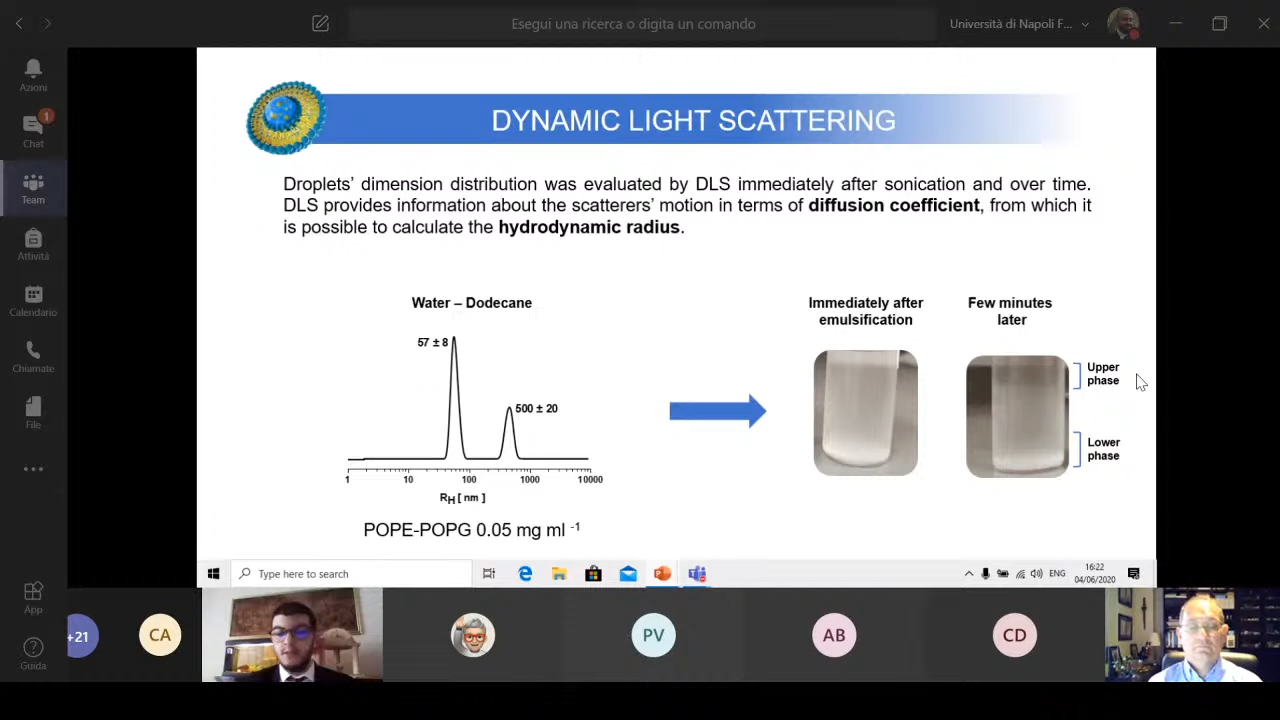 Esegui una ricerca o digita un comando
Università di Napoli F...
Azioni
Chat
1
Team
Attività
Calendario
Chiamate
File
App
Guida
DYNAMIC LIGHT SCATTERING
Droplets' dimension distribution was evaluated by DLS immediately after sonication and over time.
DLS provides information about the scatterers' motion in terms of diffusion coefficient, from which it
is possible to calculate the hydrodynamic radius.
Water – Dodecane
57 ± 8
500 ± 20
1 10 100 1000 10000
RH [ nm ]
POPE-POPG 0.05 mg ml -1
Immediately after
emulsification
Few minutes
later
Upper
phase
Lower
phase
Type here to search
ENG
16:22
04/06/2020
+21
CA
PV
AB
CD